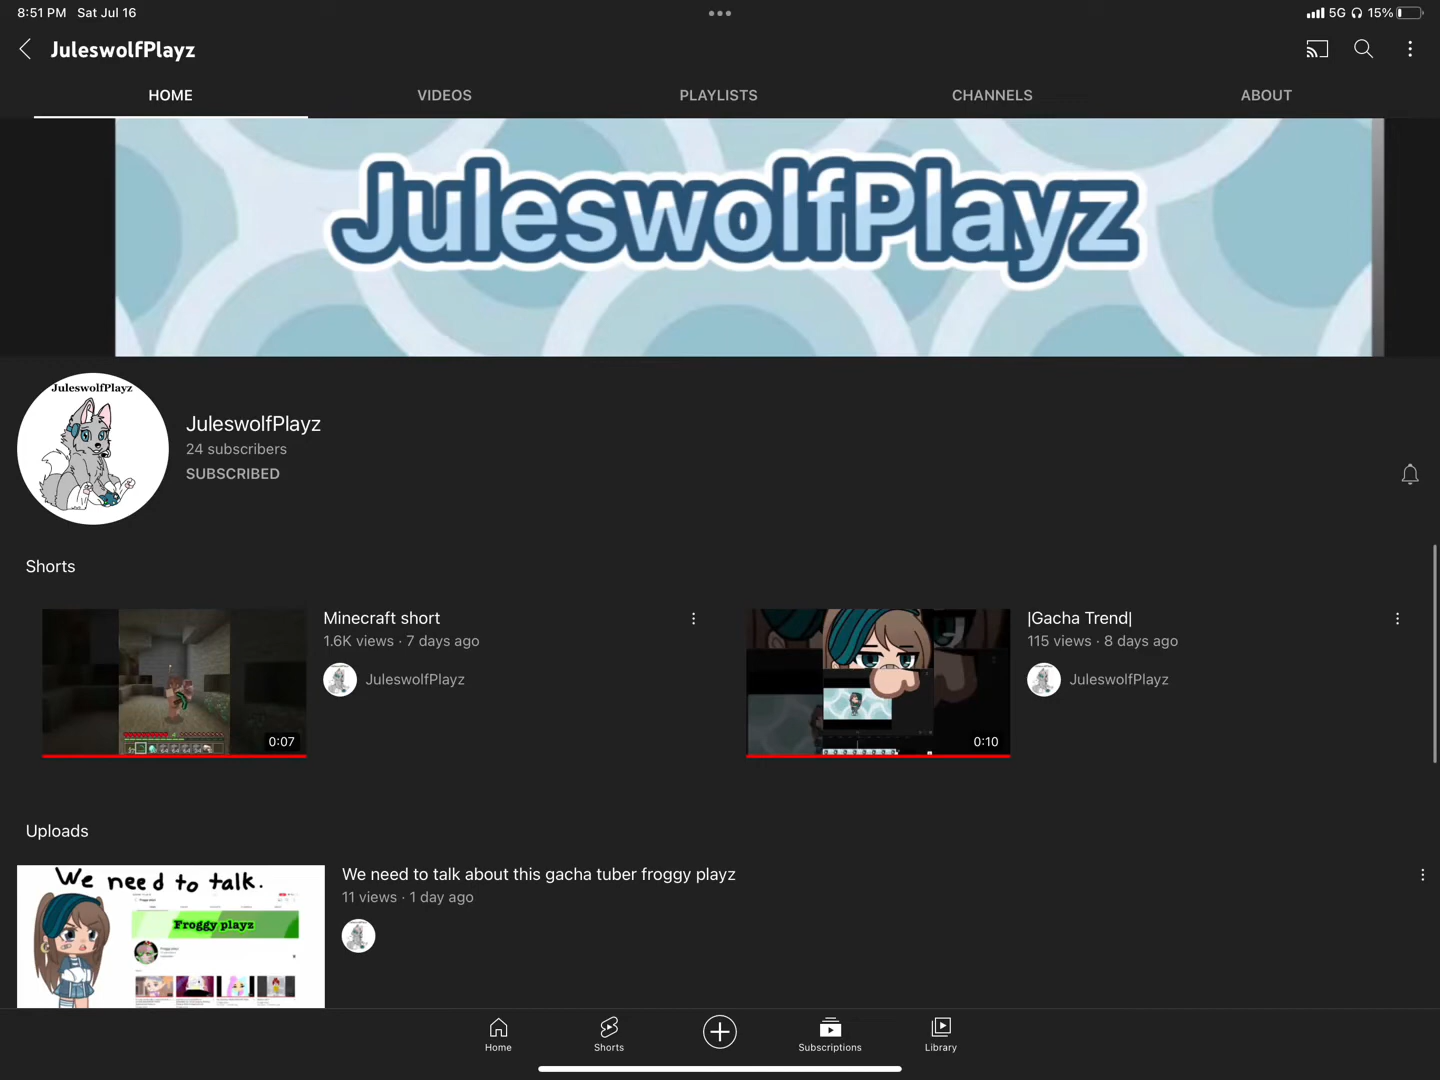 8:51 PM Sat Jul 16
5G 15%
JuleswolfPlayz
HOME VIDEOS PLAYLISTS CHANNELS ABOUT
JuleswolfPlayz
JuleswolfPlayz
JuleswolfPlayz
24 subscribers
SUBSCRIBED
Shorts
Minecraft short
1.6K views · 7 days ago
JuleswolfPlayz
0:07
|Gacha Trend|
115 views · 8 days ago
JuleswolfPlayz
0:10
Uploads
We need to talk.
Froggy playz
We need to talk about this gacha tuber froggy playz
11 views · 1 day ago
Home Shorts Subscriptions Library